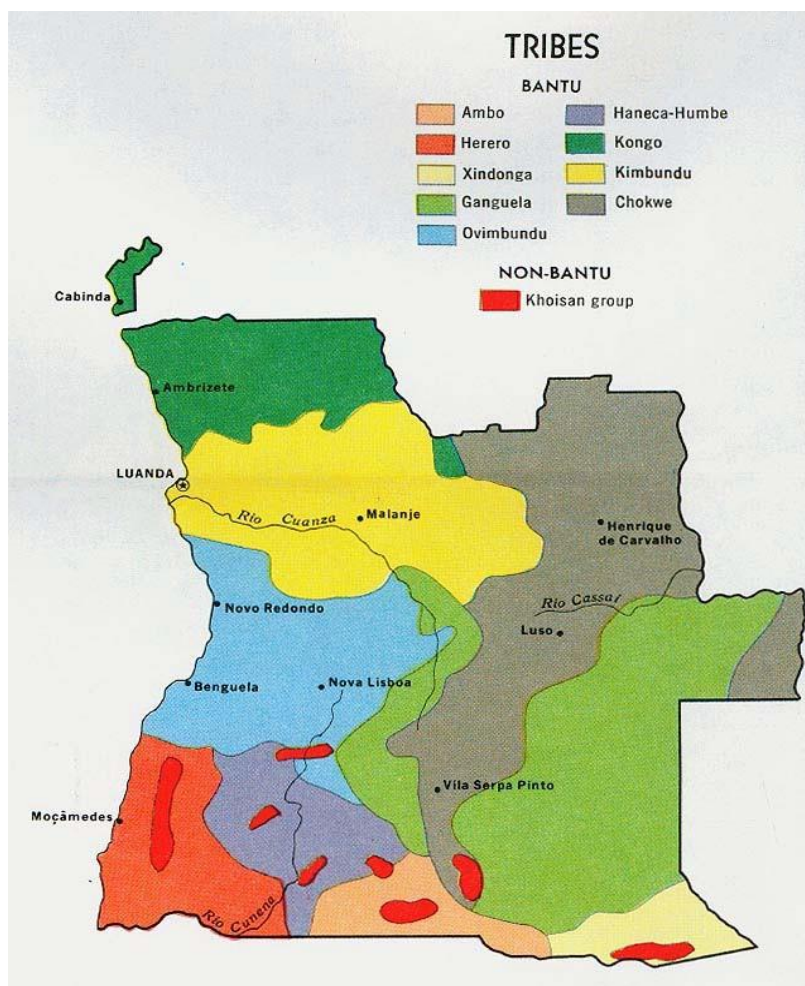 TRIBES
BANTU
Ambo
Herero
Xindonga
Ganguela
Ovimbundu
Haneca-Humbe
Kongo
Kimbundu
Chokwe
NON-BANTU
Khoisan group
Cabinda
Ambrizete
LUANDA
Rio Cuanza
Malanje
Henrique
de Carvalho
Novo Redondo
Rio Cassai
Luso
Benguela
Nova Lisboa
Vila Serpa Pinto
Moçâmedes
Rio Cunena